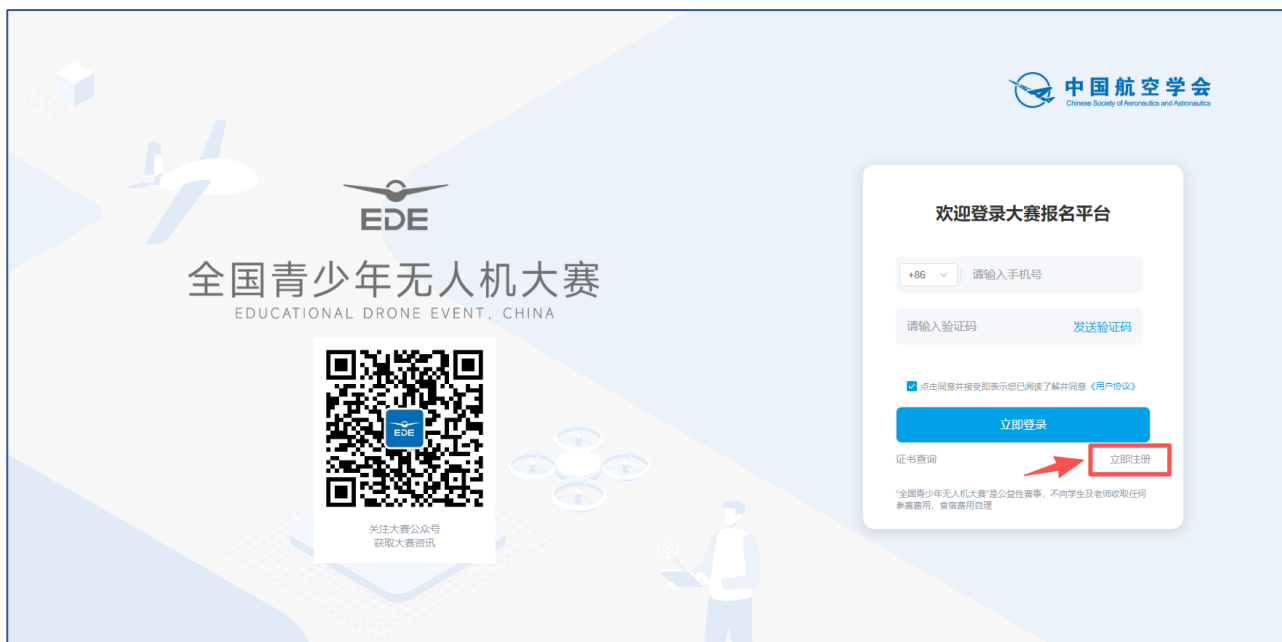 中国航空学会
Chinese Society of Aeronautics and Astronautics
EDE
全国青少年无人机大赛
EDUCATIONAL DRONE EVENT, CHINA
EDE
关注大赛公众号
获取大赛资讯
欢迎登录大赛报名平台
+86 请输入手机号
请输入验证码 发送验证码
点击同意并接受即表示您已阅读了解并同意《用户协议》
立即登录
证书查询 立即注册
“全国青少年无人机大赛”是公益性赛事，不向学生及老师收取任何
参赛费用，食宿费用自理